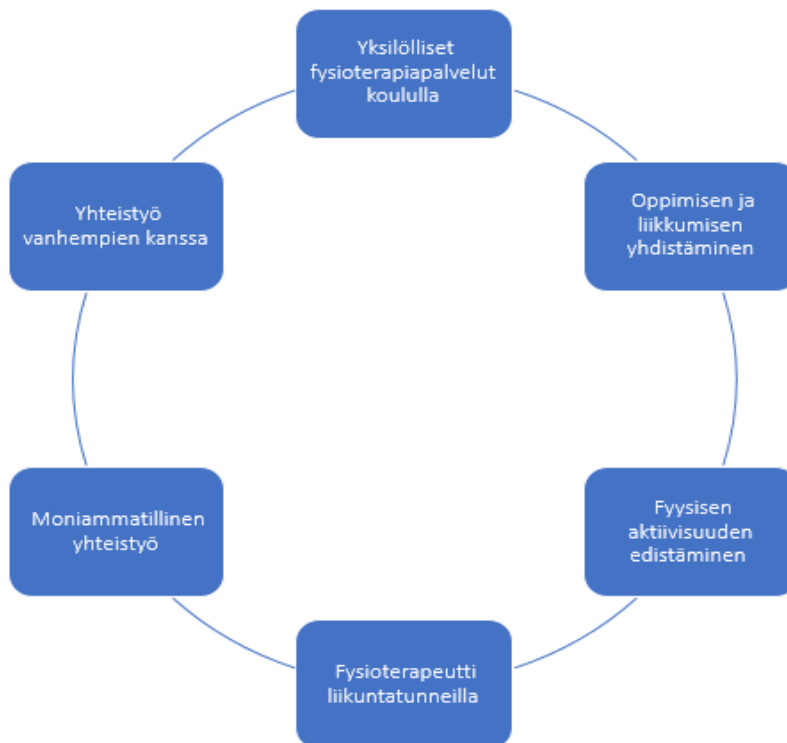 Yksilölliset
fysioterapiapalvelut
koululla
Oppimisen ja
liikkumisen
yhdistäminen
Fyysisen
aktiivisuuden
edistäminen
Fysioterapeutti
liikuntatunneilla
Moniammatillinen
yhteistyö
Yhteistyö
vanhempien kanssa